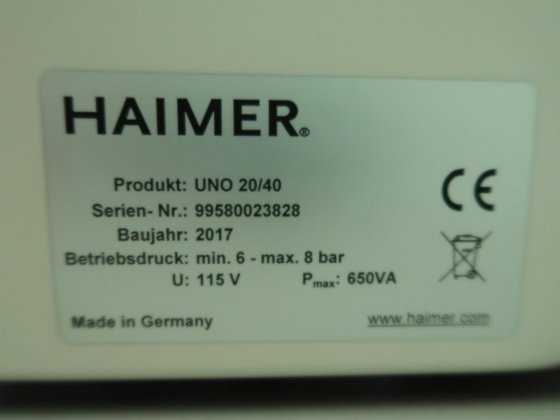 HAIMER®
Produkt: UNO 20/40
Serien- Nr.: 99580023828
Baujahr: 2017
Betriebsdruck: min. 6 - max. 8 bar
U: 115 V Pmax: 650VA
CE
Made in Germany www.haimer.com